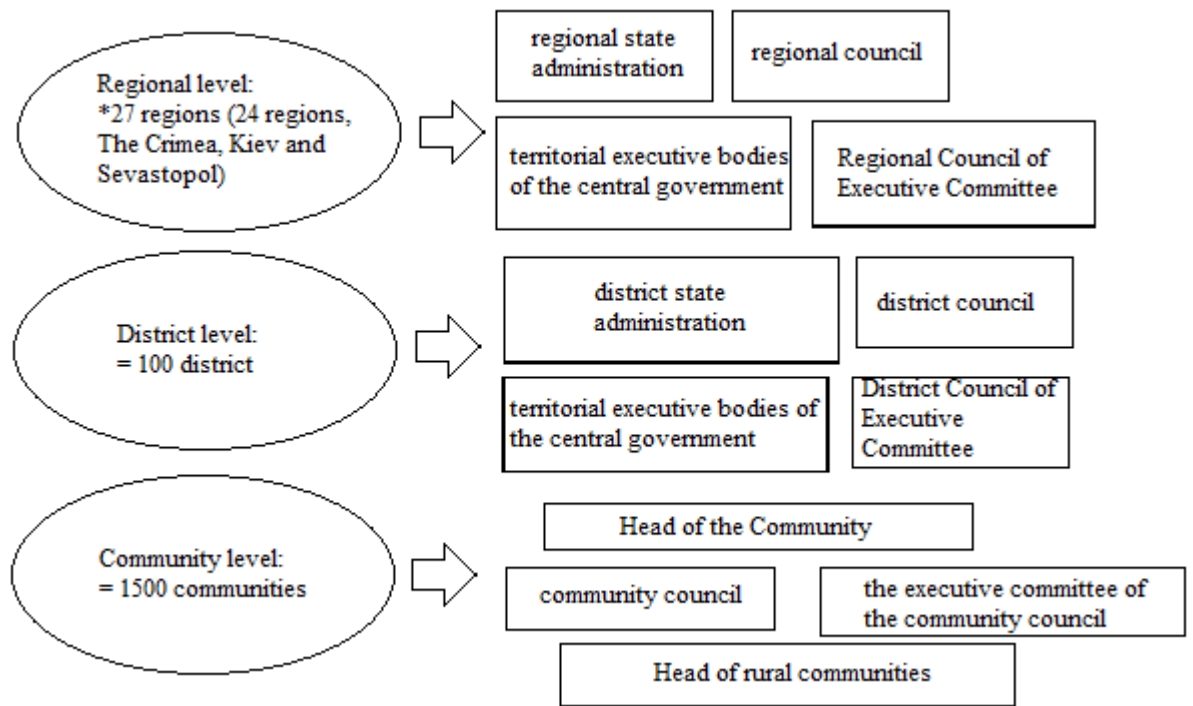 Regional level:
*27 regions (24 regions,
The Crimea, Kiev and
Sevastopol)
regional state
administration
regional council
territorial executive bodies
of the central government
Regional Council of
Executive Committee
District level:
= 100 district
district state
administration
district council
territorial executive bodies of
the central government
District Council of
Executive
Committee
Community level:
= 1500 communities
Head of the Community
community council
the executive committee of
the community council
Head of rural communities